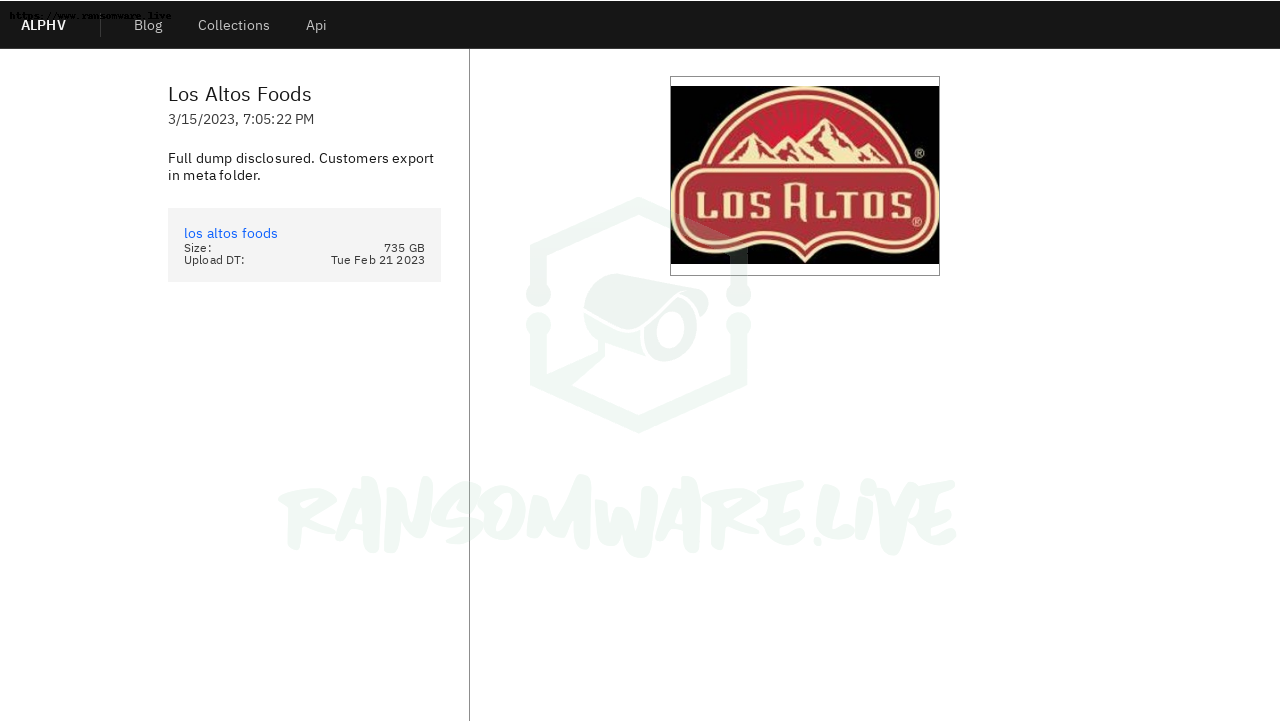 https://www.ransomware.live
ALPHV
Blog
Collections
Api
Los Altos Foods
3/15/2023, 7:05:22 PM
Full dump disclosured. Customers export
in meta folder.
los altos foods
Size: 735 GB
Upload DT: Tue Feb 21 2023
®
LOS ALTOS
®
RANSOMWARE.LIVE